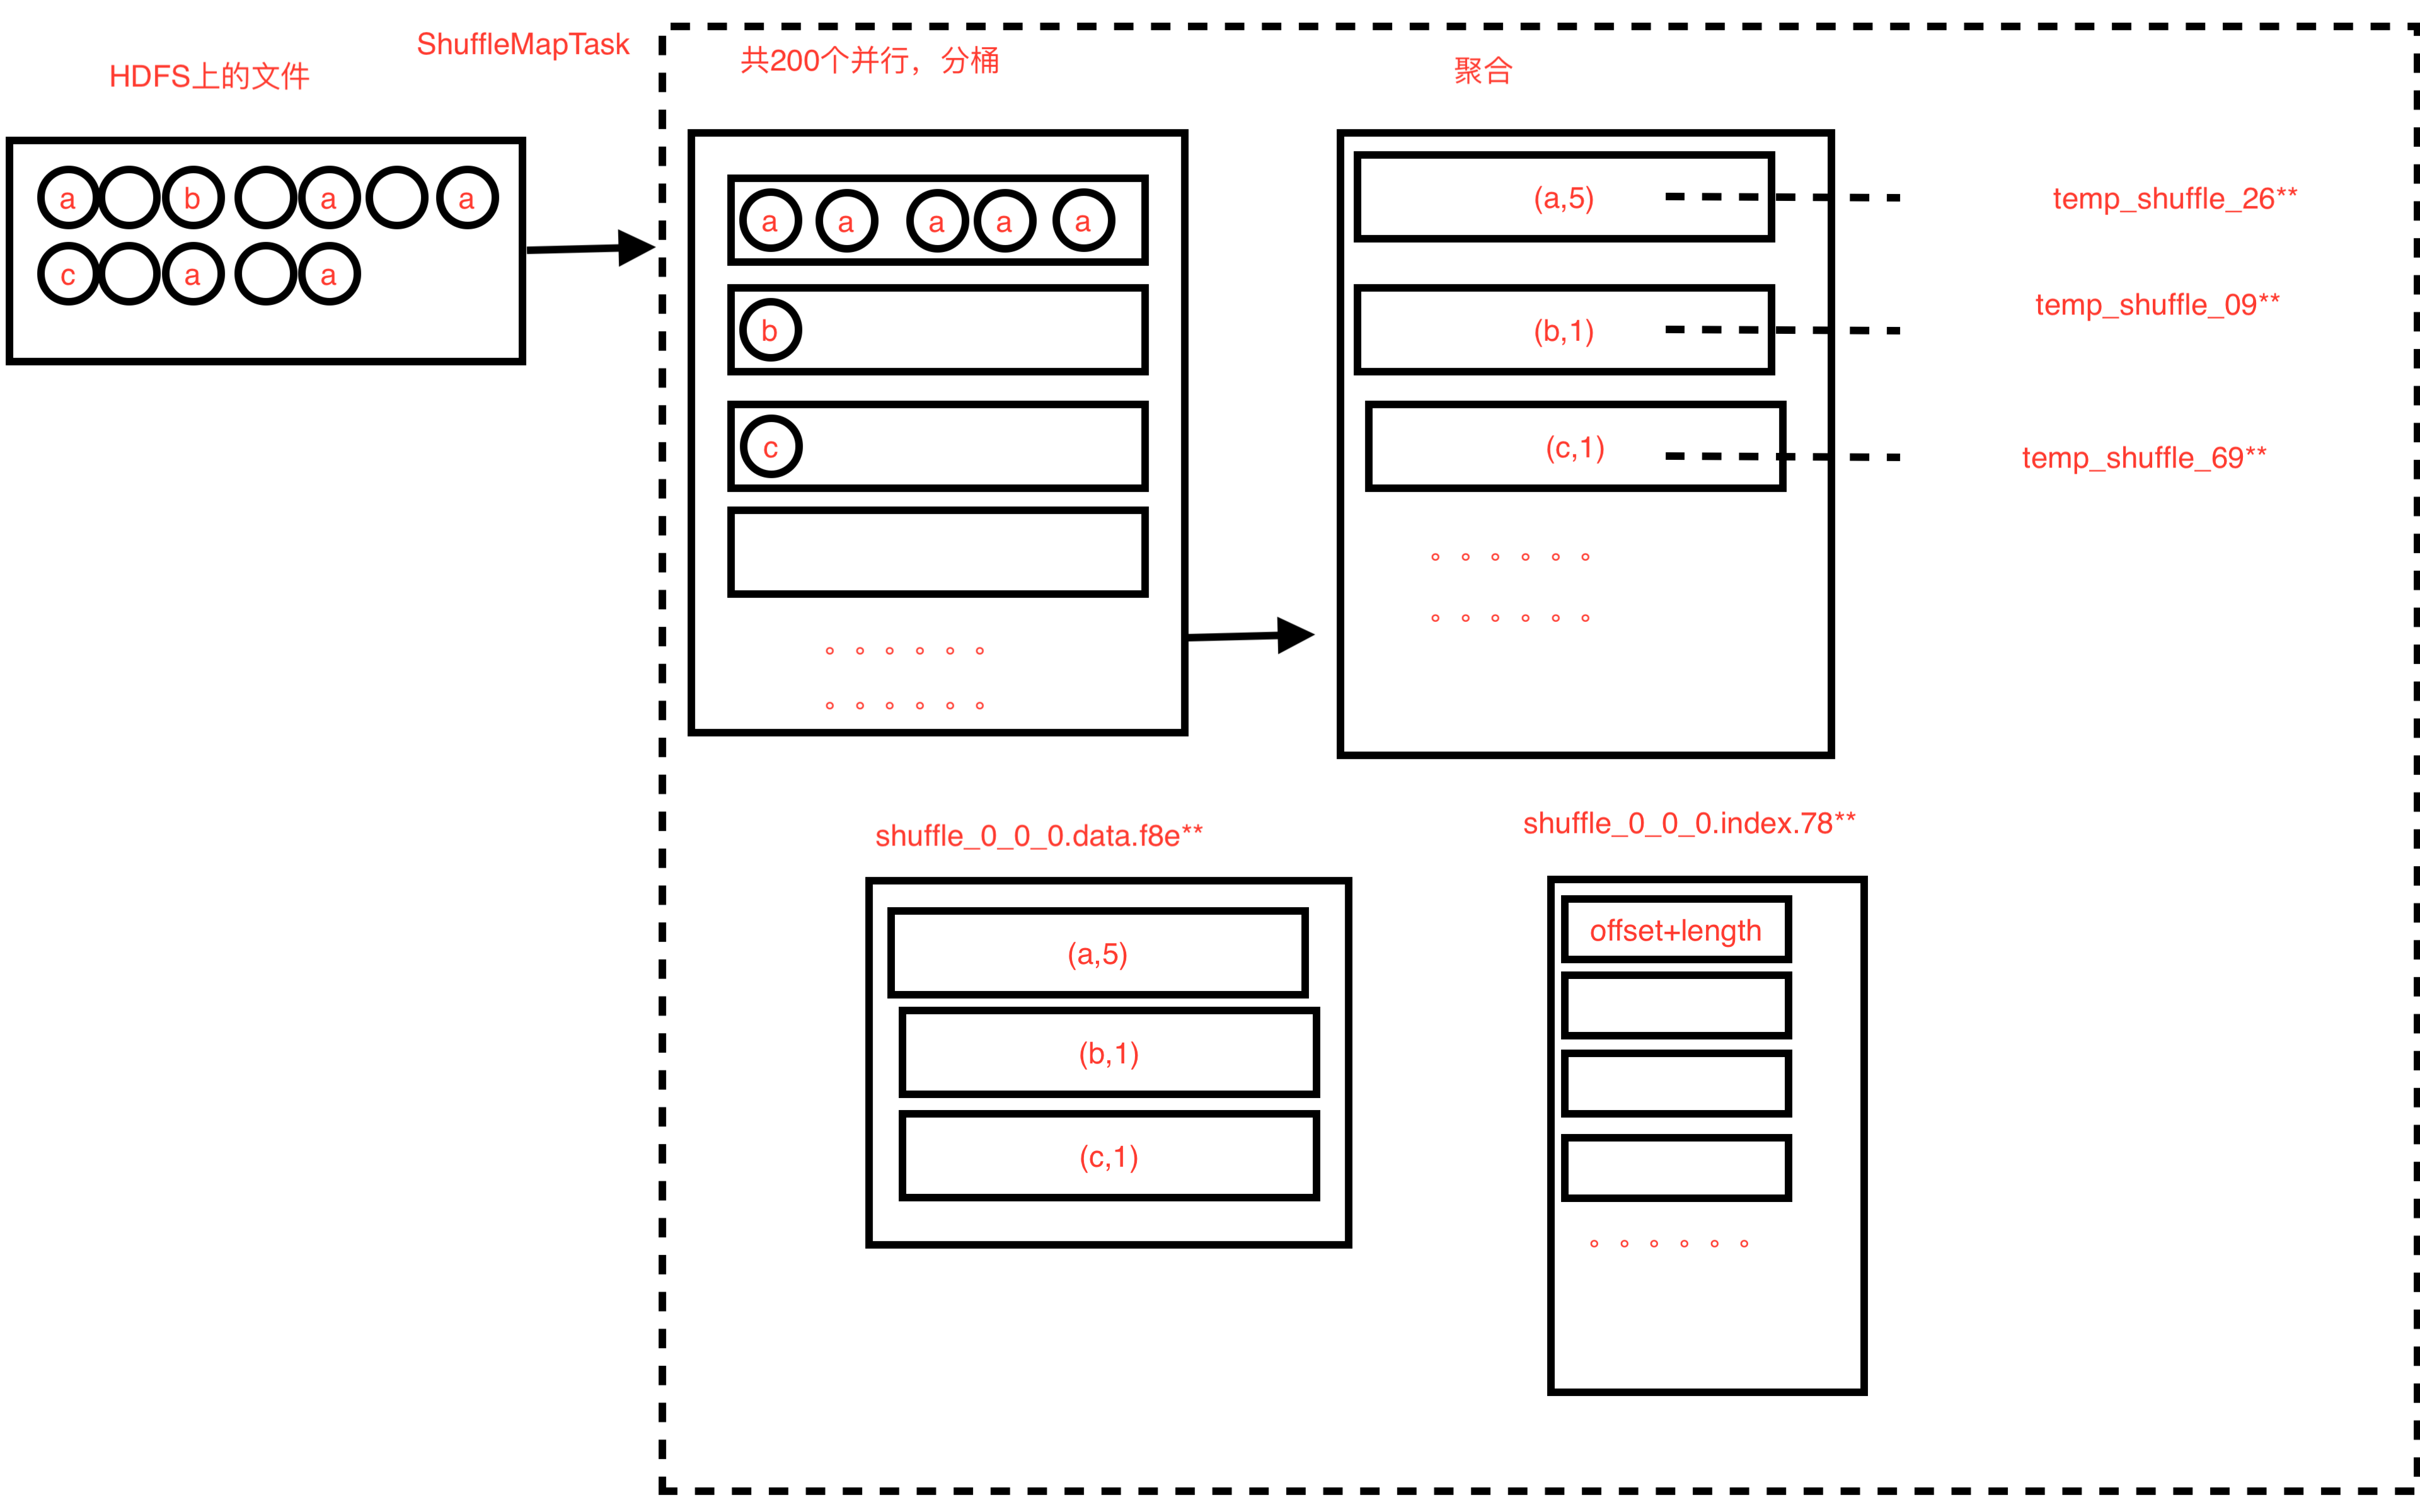 ShuffleMapTask
HDFS上的文件
a b a a
c a a
共200个并行，分桶
a a a a a
b
c
。。。。。。
。。。。。。
聚合
(a,5)
temp_shuffle_26**
(b,1)
temp_shuffle_09**
(c,1)
temp_shuffle_69**
。。。。。。
。。。。。。
shuffle_0_0_0.data.f8e**
(a,5)
(b,1)
(c,1)
shuffle_0_0_0.index.78**
offset+length
。。。。。。